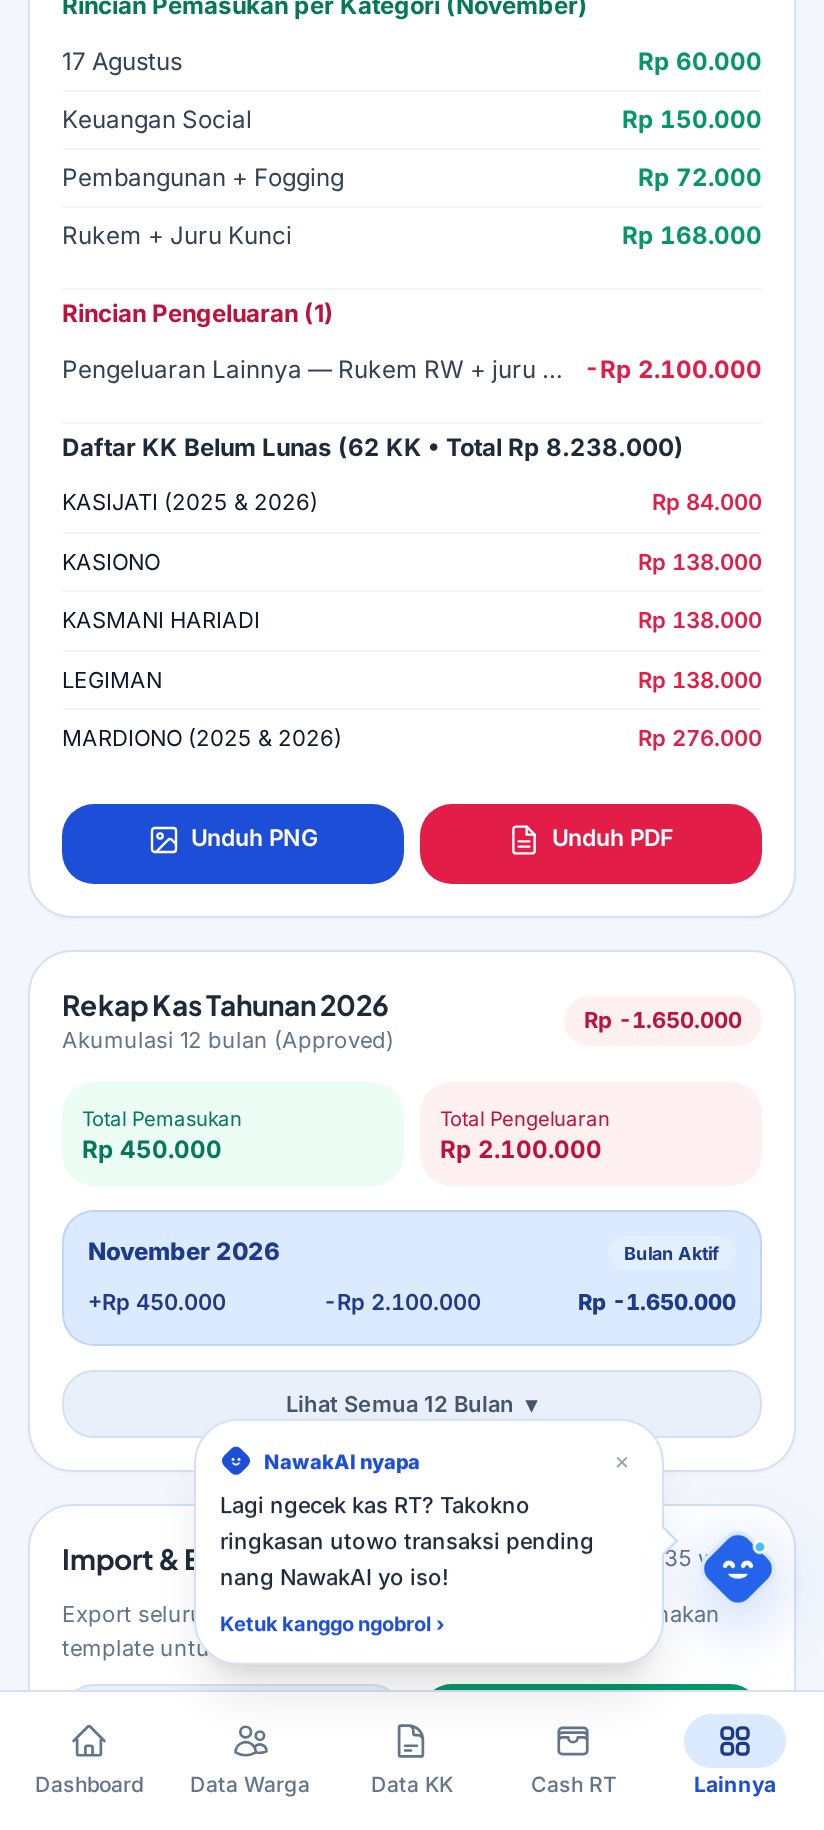 Rincian Pemasukan per Kategori (November)
17 Agustus Rp 60.000
Keuangan Social Rp 150.000
Pembangunan + Fogging Rp 72.000
Rukem + Juru Kunci Rp 168.000
Rincian Pengeluaran (1)
Pengeluaran Lainnya — Rukem RW + juru ... -Rp 2.100.000
Daftar KK Belum Lunas (62 KK • Total Rp 8.238.000)
KASIJATI (2025 & 2026) Rp 84.000
KASIONO Rp 138.000
KASMANI HARIADI Rp 138.000
LEGIMAN Rp 138.000
MARDIONO (2025 & 2026) Rp 276.000
Unduh PNG Unduh PDF
Rekap Kas Tahunan 2026
Rp -1.650.000
Akumulasi 12 bulan (Approved)
Total Pemasukan Total Pengeluaran
Rp 450.000 Rp 2.100.000
November 2026 Bulan Aktif
+Rp 450.000 -Rp 2.100.000 Rp -1.650.000
Lihat Semua 12 Bulan ▼
NawakAI nyapa ×
Lagi ngecek kas RT? Takokno
ringkasan utowo transaksi pending
nang NawakAI yo iso!
Ketuk kanggo ngobrol ›
Import & 35
Export
template
Dashboard Data Warga Data KK Cash RT Lainnya